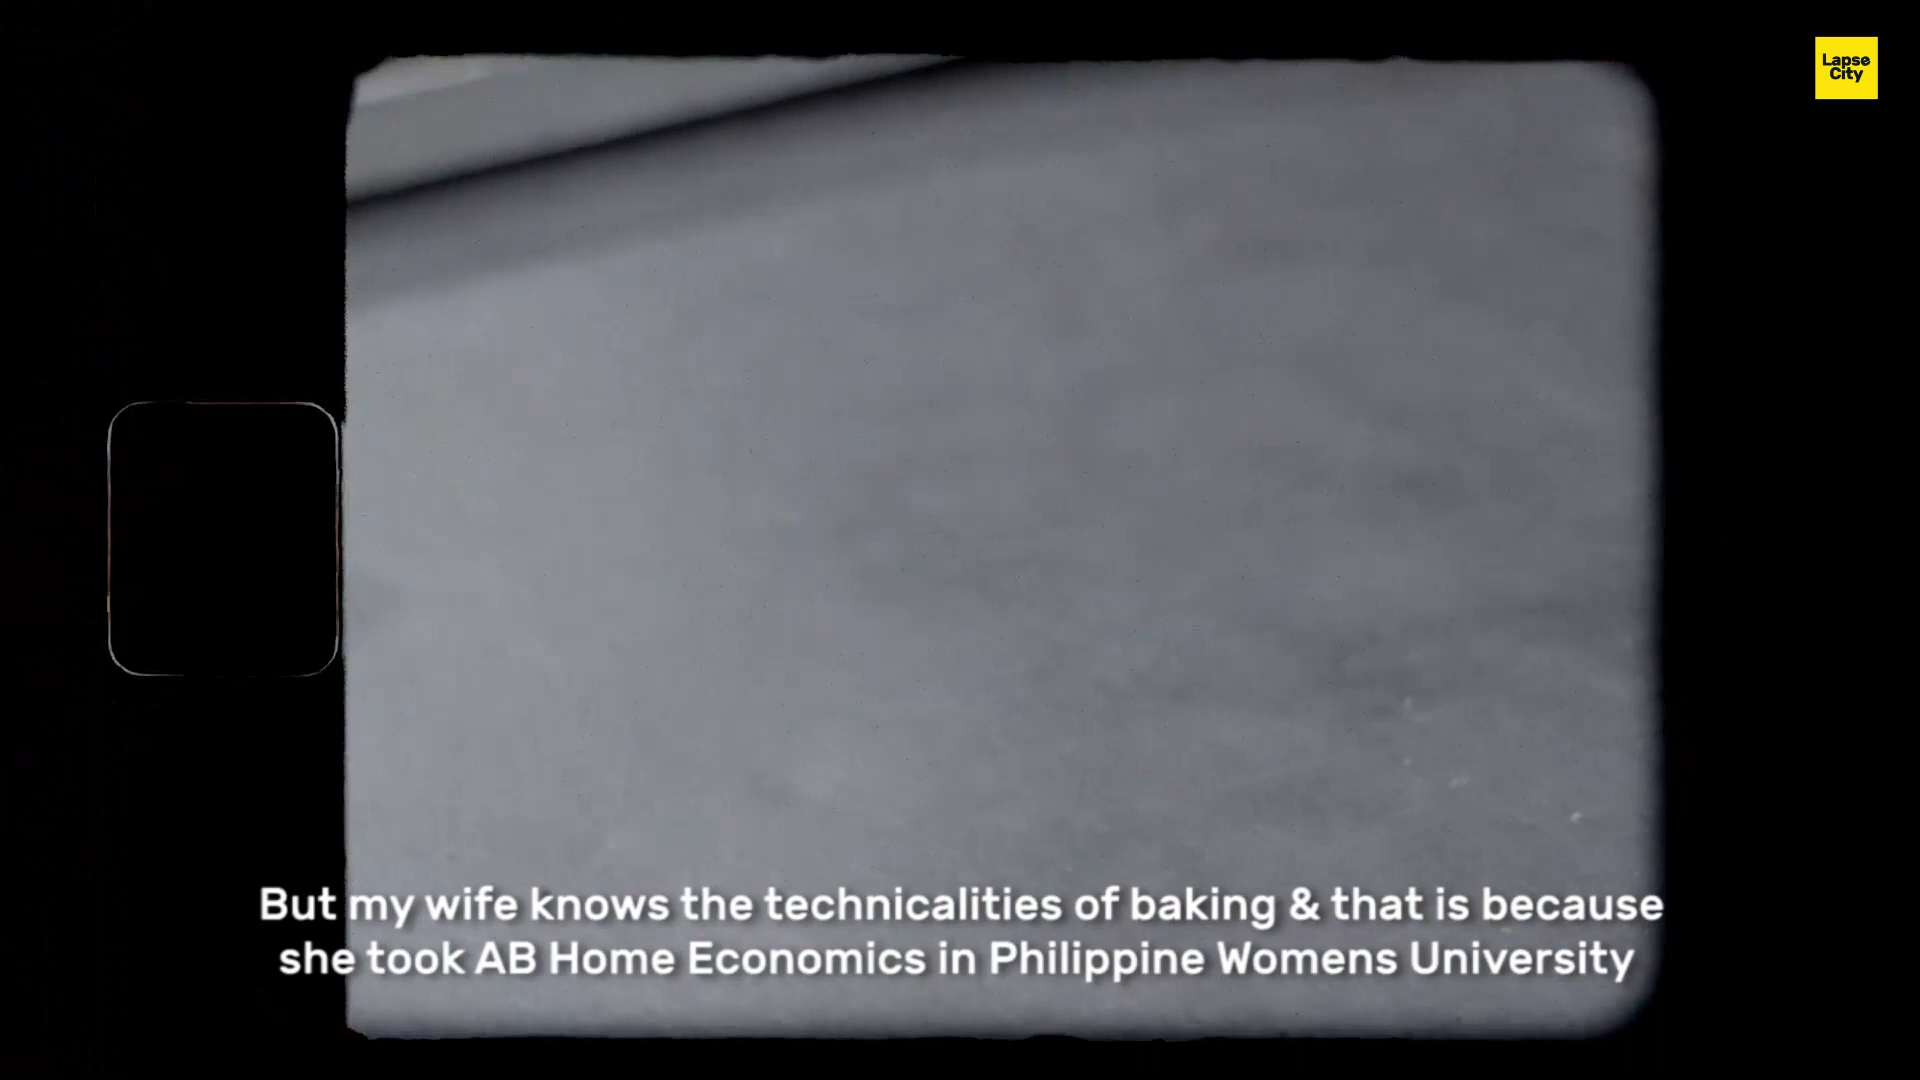 Lapse
City
But my wife knows the technicalities of baking & that is because
she took AB Home Economics in Philippine Womens University